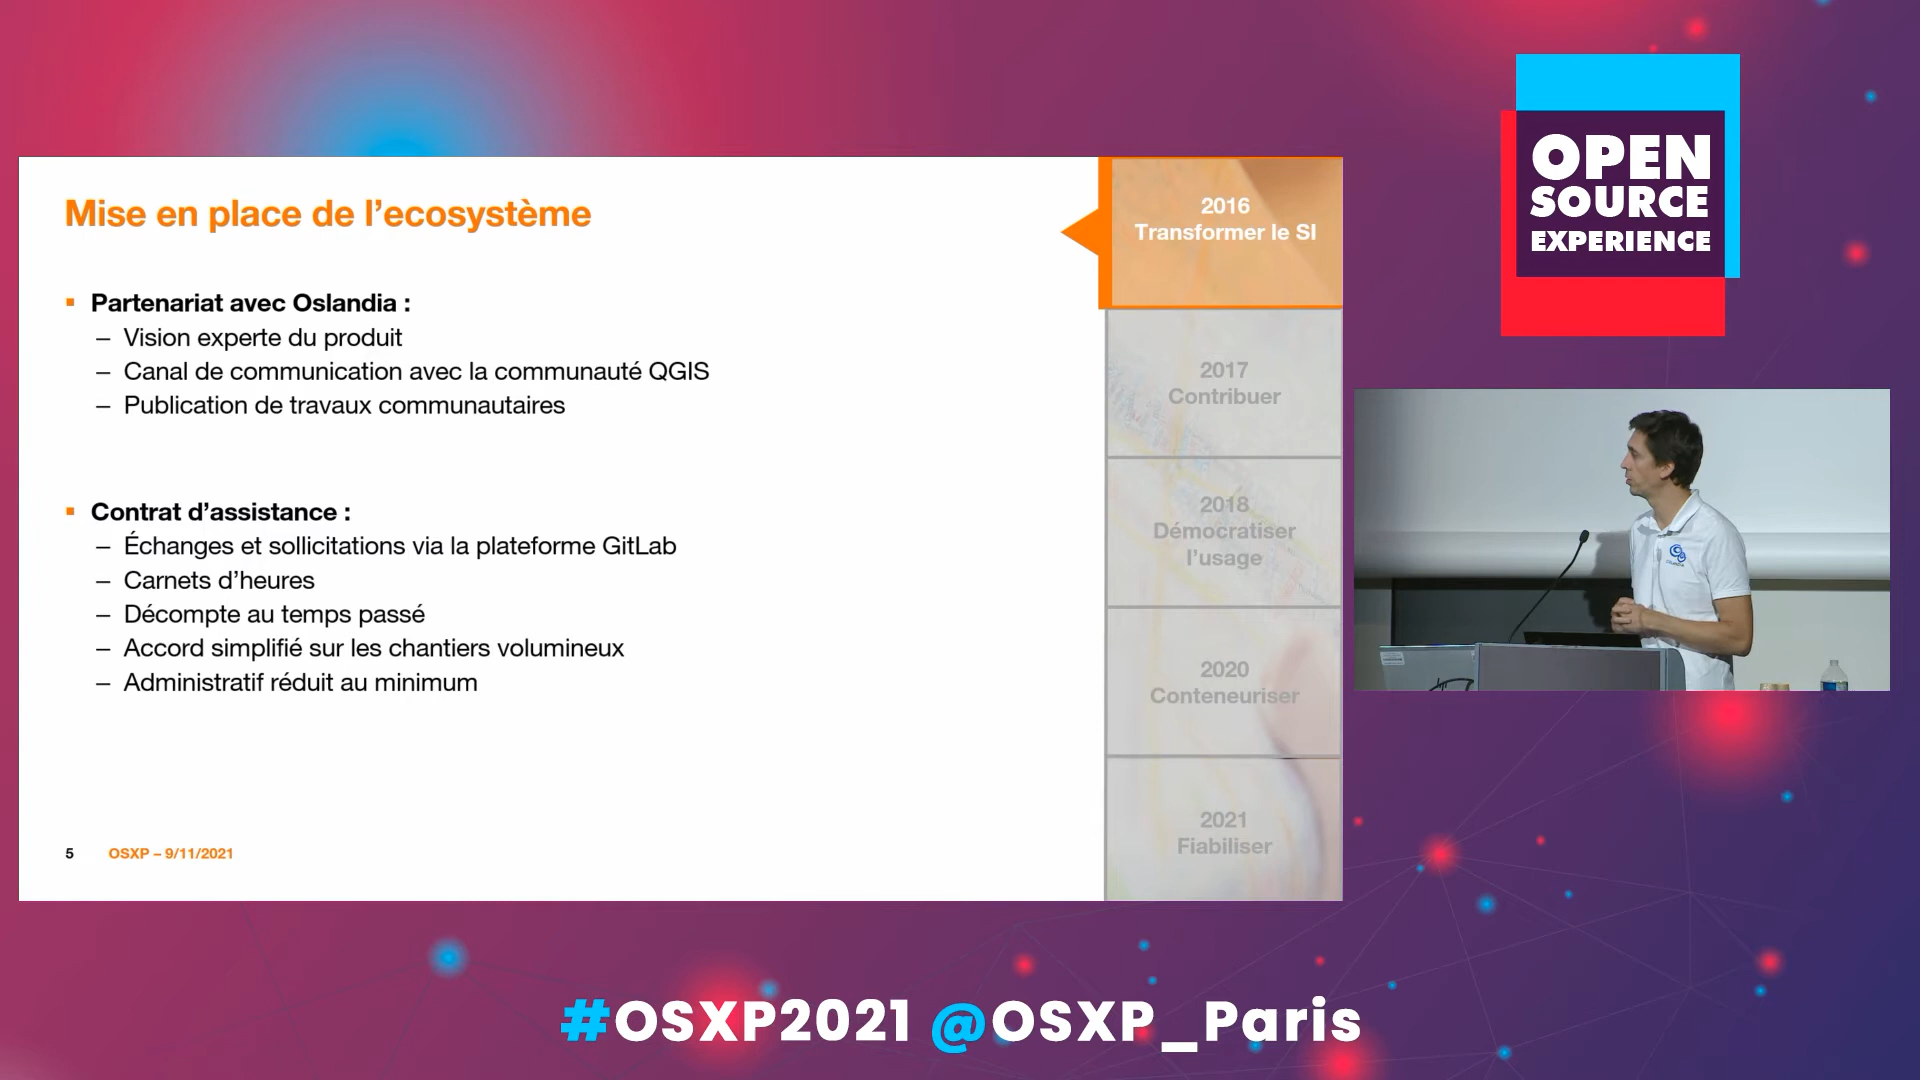 Mise en place de l’ecosystème
▪ Partenariat avec Oslandia :
– Vision experte du produit
– Canal de communication avec la communauté QGIS
– Publication de travaux communautaires
▪ Contrat d’assistance :
– Échanges et sollicitations via la plateforme GitLab
– Carnets d’heures
– Décompte au temps passé
– Accord simplifié sur les chantiers volumineux
– Administratif réduit au minimum
5 OSXP – 9/11/2021
2016
Transformer le SI
2017
Contribuer
2018
Démocratiser
l’usage
2020
Conteneuriser
2021
Fiabiliser
OPEN
SOURCE
EXPERIENCE
hp
#OSXP2021 @OSXP_Paris